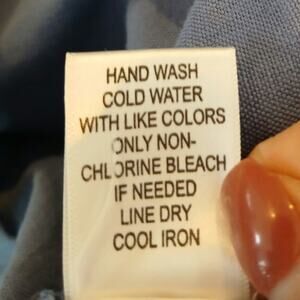 HAND WASH
COLD WATER
WITH LIKE COLORS
ONLY NON-
CHLORINE BLEACH
IF NEEDED
LINE DRY
COOL IRON